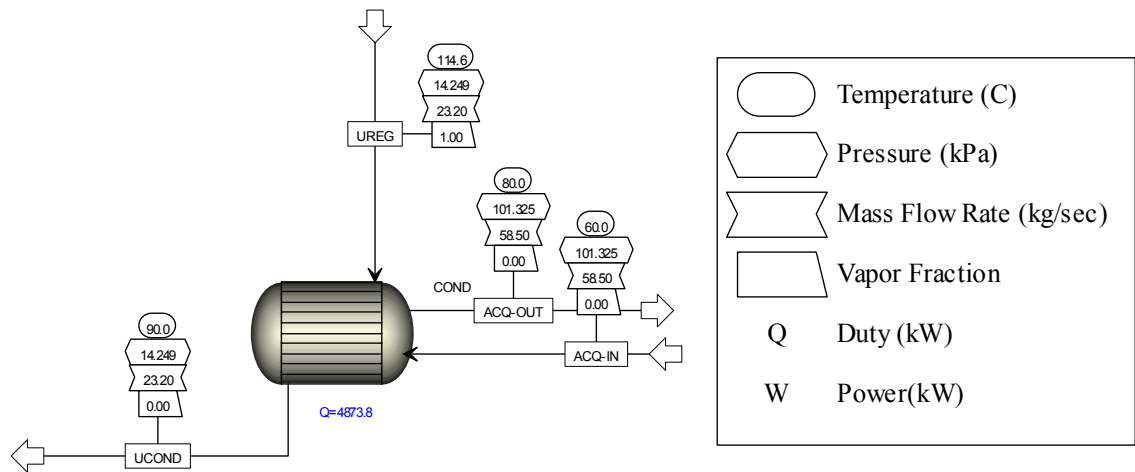 114.6
14.249
23.20
UREG
1.00
80.0
101.325
58.50
0.00
60.0
101.325
58.50
0.00
COND
ACQ-OUT
ACQ-IN
90.0
14.249
23.20
0.00
UCOND
Q=4873.8
Temperature (C)
Pressure (kPa)
Mass Flow Rate (kg/sec)
Vapor Fraction
Q Duty (kW)
W Power(kW)